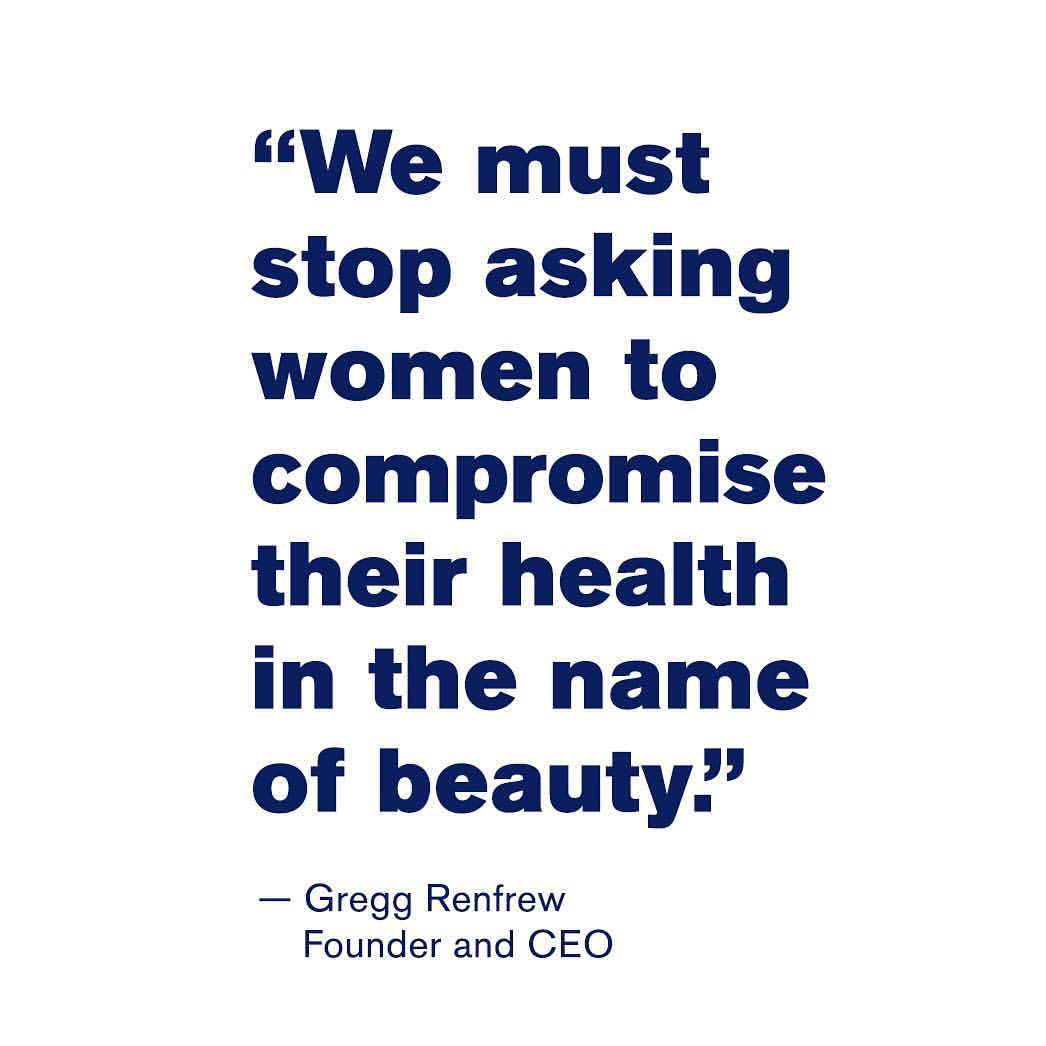 “We must
stop asking
women to
compromise
their health
in the name
of beauty.”
— Gregg Renfrew
Founder and CEO